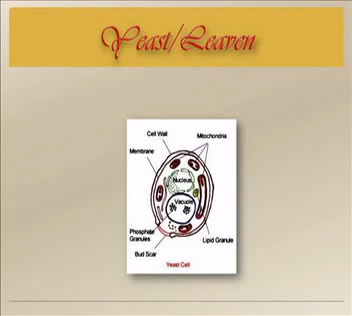 Yeast/Leaven
Cell Wall
Mitochondria
Membrane
Nucleus
Vacuole
Phosphate
Granules
Lipid Granule
Bud Scar
Yeast Cell